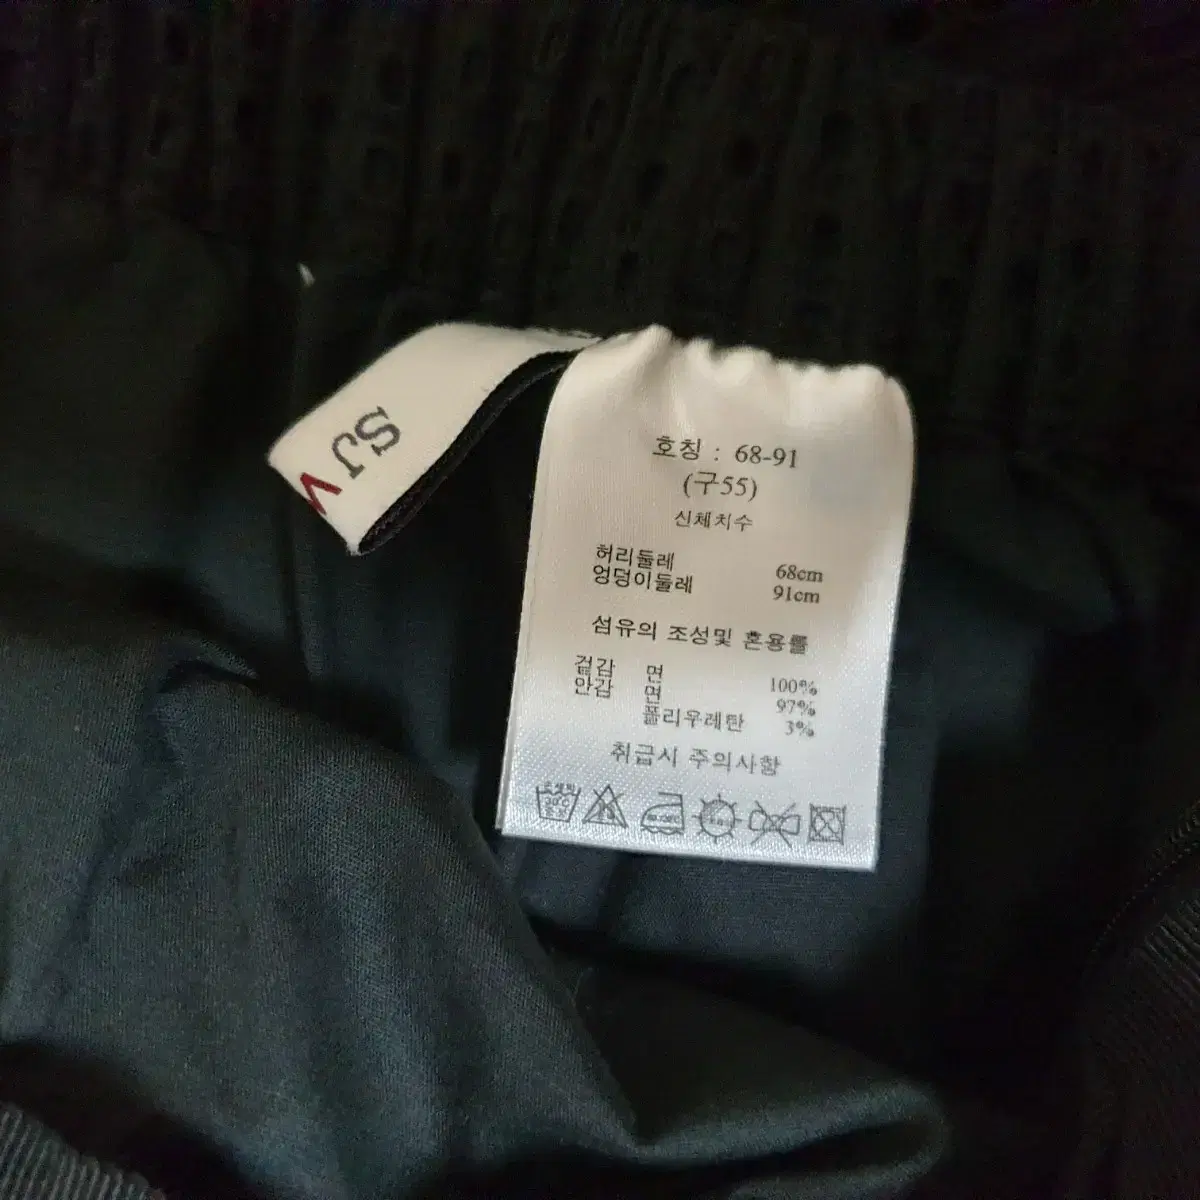 SJ
호칭 : 68-91
(구55)
신체치수
허리둘레 68cm
엉덩이둘레 91cm
섬유의 조성및 혼용률
겉감 면 100%
안감 면 97%
폴리우레탄 3%
취급시 주의사항